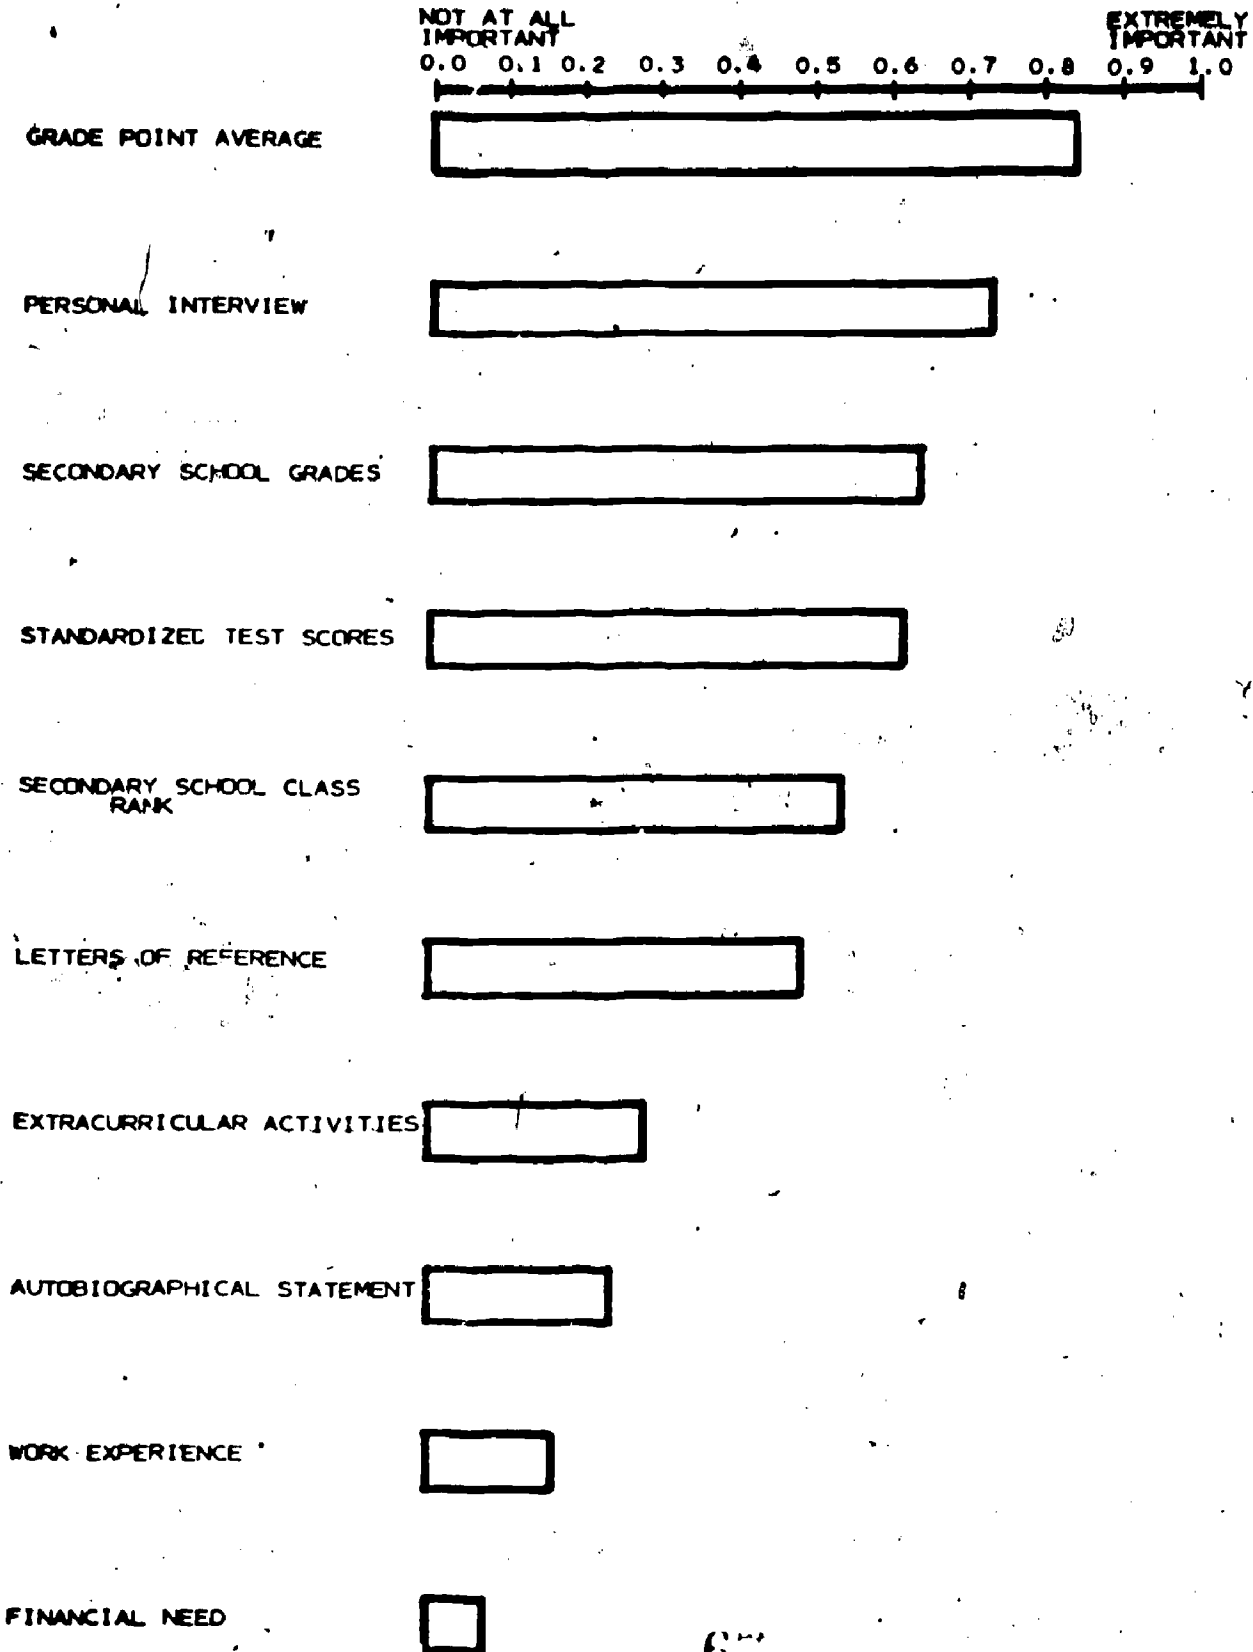 NOT AT ALL EXTREMELY
IMPORTANT IMPORTANT
0.0 0.1 0.2 0.3 0.4 0.5 0.6 0.7 0.8 0.9 1.0
GRADE POINT AVERAGE
PERSONAL INTERVIEW
SECONDARY SCHOOL GRADES
STANDARDIZED TEST SCORES
SECONDARY SCHOOL CLASS
RANK
LETTERS OF REFERENCE
EXTRACURRICULAR ACTIVITIES
AUTOBIOGRAPHICAL STATEMENT
WORK EXPERIENCE
FINANCIAL NEED